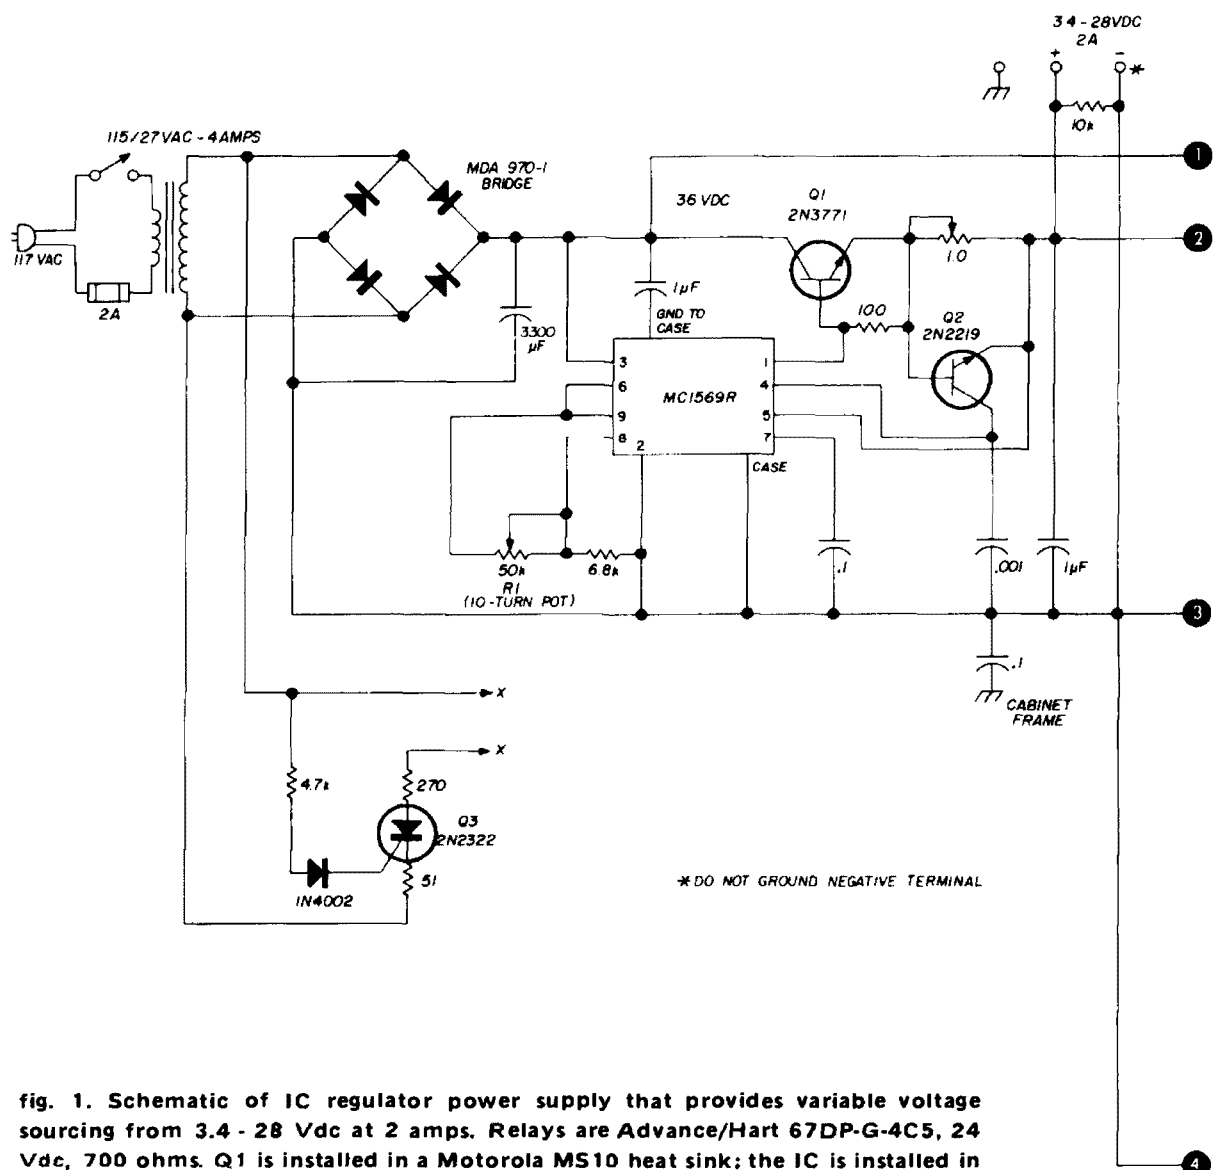 3.4-28VDC
2A
+
-
*
10k
115/27VAC-4AMPS
MDA 970-1
BRIDGE
117 VAC
2A
36 VDC
Q1
2N3771
1.0
1
2
1µF
GND TO
CASE
100
Q2
2N2219
3300
µF
3
6
9
8
2
MC1569R
1
4
5
7
CASE
50k
R1
(10-TURN POT)
6.8k
.1
.001
1µF
3
.1
CABINET
FRAME
X
X
4.7k
270
Q3
2N2322
51
1N4002
*DO NOT GROUND NEGATIVE TERMINAL
4
fig. 1. Schematic of IC regulator power supply that provides variable voltage
sourcing from 3.4 - 28 Vdc at 2 amps. Relays are Advance/Hart 67DP-G-4C5, 24
Vdc, 700 ohms. Q1 is installed in a Motorola MS10 heat sink; the IC is installed in